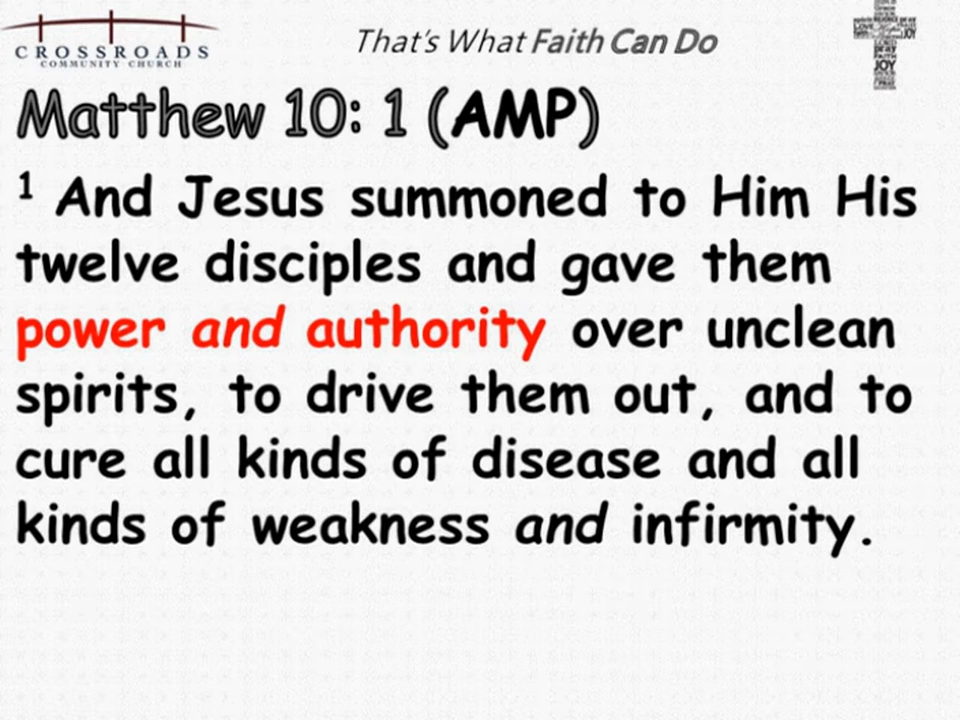 CROSSROADS
COMMUNITY CHURCH
That's What Faith Can Do
Matthew 10: 1 (AMP)
1 And Jesus summoned to Him His
twelve disciples and gave them
power and authority over unclean
spirits, to drive them out, and to
cure all kinds of disease and all
kinds of weakness and infirmity.
JOY